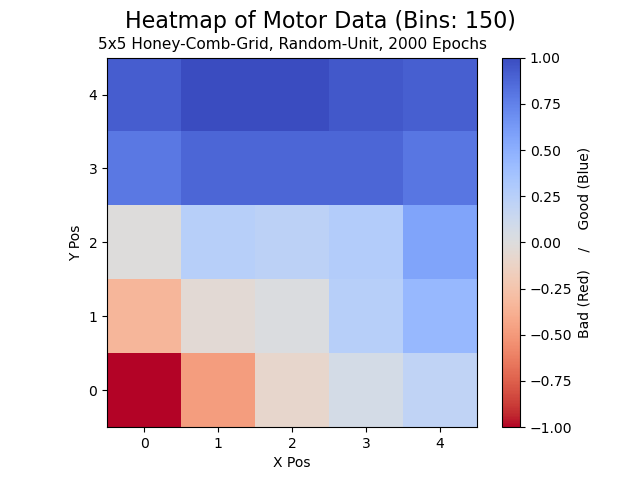 Heatmap of Motor Data (Bins: 150)
5x5 Honey-Comb-Grid, Random-Unit, 2000 Epochs
Y Pos
4
3
2
1
0
0 1 2 3 4
X Pos
1.00
0.75
0.50
0.25
0.00
−0.25
−0.50
−0.75
−1.00
Bad (Red) / Good (Blue)